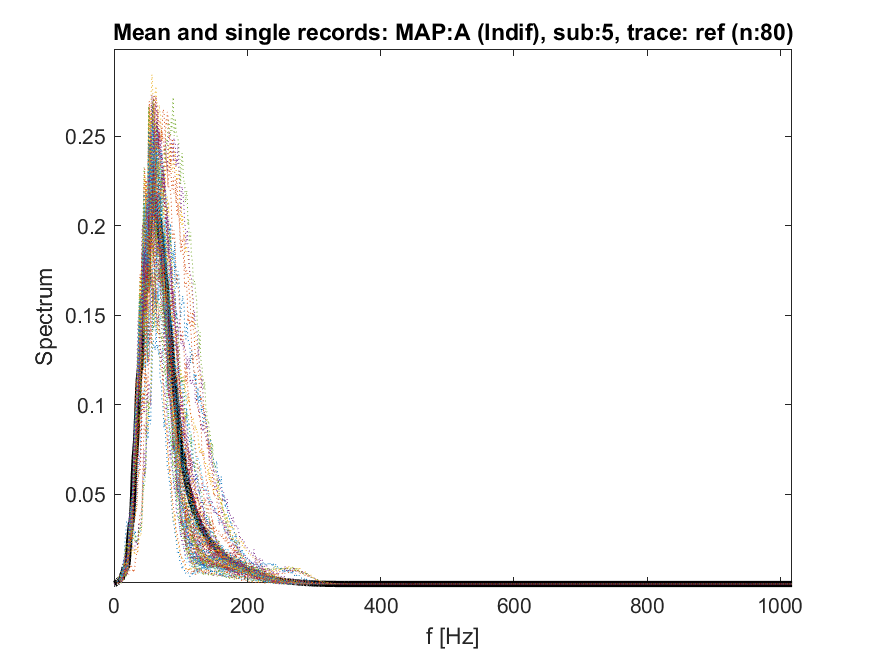 Mean and single records: MAP:A (Indif), sub:5, trace: ref (n:80)
0.25
0.2
0.15
0.1
0.05
Spectrum
0 200 400 600 800 1000
f [Hz]